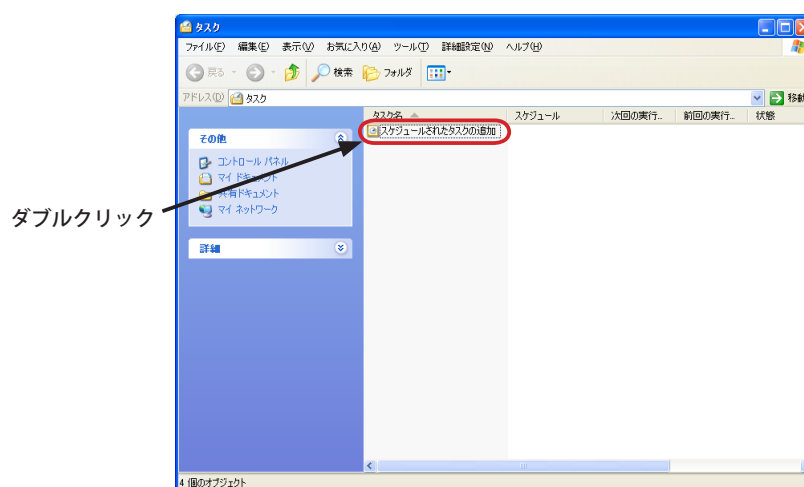 タスク
ファイル(F) 編集(E) 表示(V) お気に入り(A) ツール(T) 詳細設定(N) ヘルプ(H)
戻る 検索 フォルダ
アドレス(D) タスク 移動
タスク名 スケジュール 次回の実行... 前回の実行... 状態
スケジュールされたタスクの追加
その他
コントロール パネル
マイ ドキュメント
共有ドキュメント
マイ ネットワーク
ダブルクリック
詳細
4 個のオブジェクト